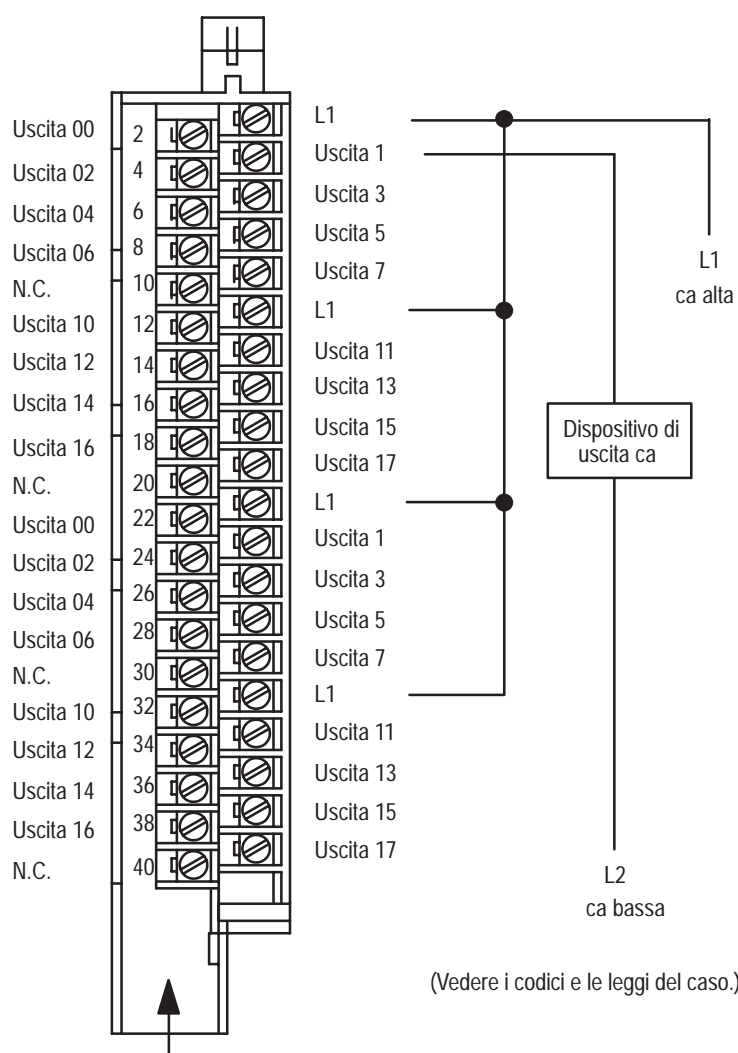 L1
Uscita 00
2
Uscita 1
Uscita 02
4
Uscita 3
Uscita 04
6
Uscita 5
Uscita 06
8
L1
ca alta
Uscita 7
N.C.
10
L1
Uscita 10
12
Uscita 11
Uscita 12
14
Uscita 13
Uscita 14
16
Uscita 15
Dispositivo di
uscita ca
Uscita 16
18
Uscita 17
N.C.
20
L1
Uscita 00
22
Uscita 1
Uscita 02
24
Uscita 3
Uscita 04
26
Uscita 5
Uscita 06
28
Uscita 7
N.C.
30
L1
Uscita 10
32
Uscita 11
Uscita 12
34
Uscita 13
Uscita 14
36
Uscita 15
Uscita 16
38
Uscita 17
N.C.
40
L2
ca bassa
(Vedere i codici e le leggi del caso.)